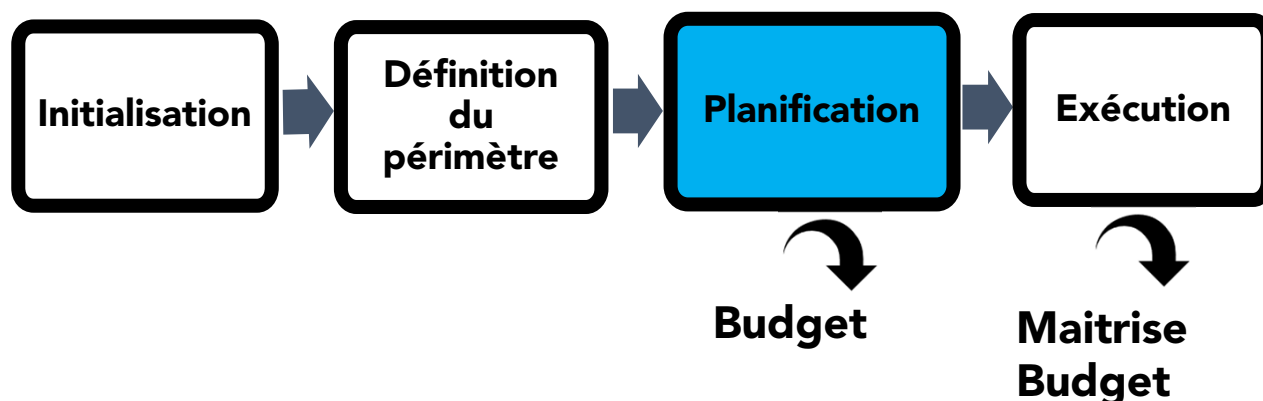 Initialisation
Définition
du
périmètre
Planification
Exécution
Budget
Maitrise
Budget